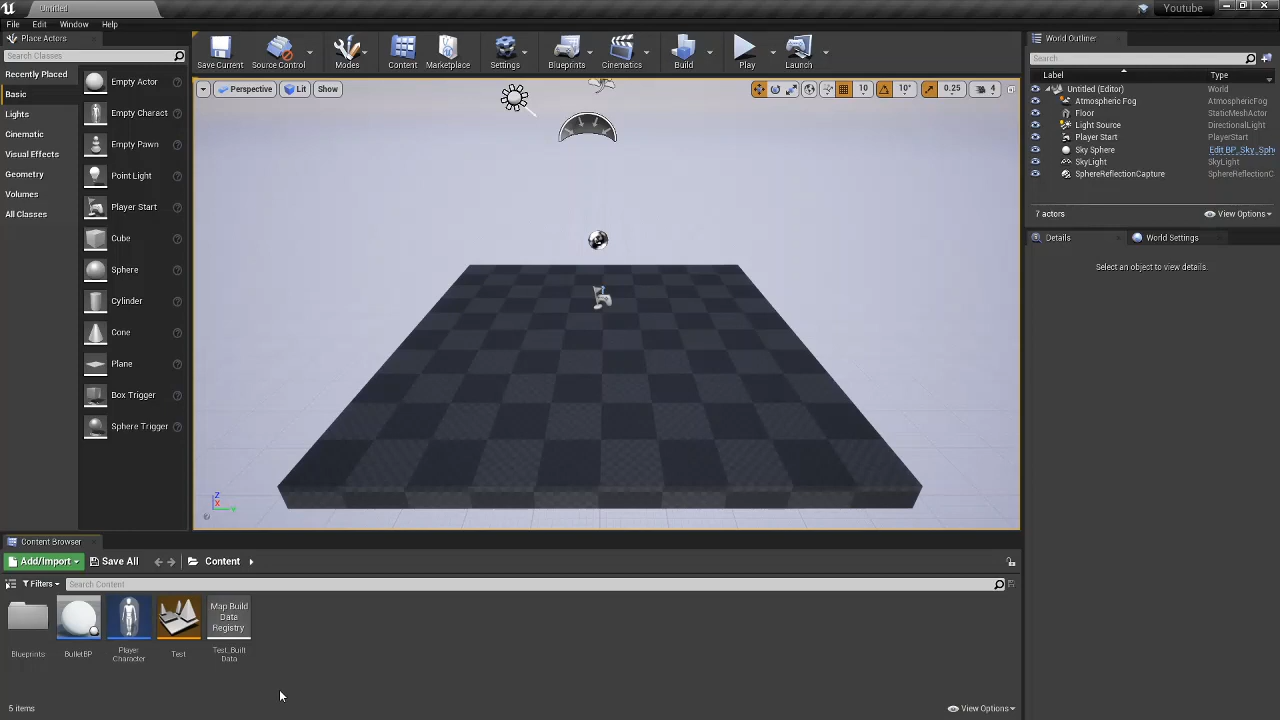 Untitled
Youtube
File Edit Window Help
Place Actors
Search Classes
Recently Placed
Basic
Lights
Cinematic
Visual Effects
Geometry
Volumes
All Classes
Empty Actor
Empty Charact
Empty Pawn
Point Light
Player Start
Cube
Sphere
Cylinder
Cone
Plane
Box Trigger
Sphere Trigger
Save Current Source Control Modes Content Marketplace Settings Blueprints Cinematics Build Play Launch
Perspective Lit Show
10 10° 0.25 4
Z
X
World Outliner
Search
Label Type
Untitled (Editor) World
Atmospheric Fog AtmosphericFog
Floor StaticMeshActor
Light Source DirectionalLight
Player Start PlayerStart
Sky Sphere Edit BP_Sky_Sph
SkyLight SkyLight
SphereReflectionCapture SphereReflectionC
7 actors View Options
Details World Settings
Select an object to view details.
Content Browser
Add/Import Save All Content
Filters Search Content
Map Build
Data
Registry
Blueprints
BulletBP
Player
Character
Test
Test_Built
Data
5 items View Options